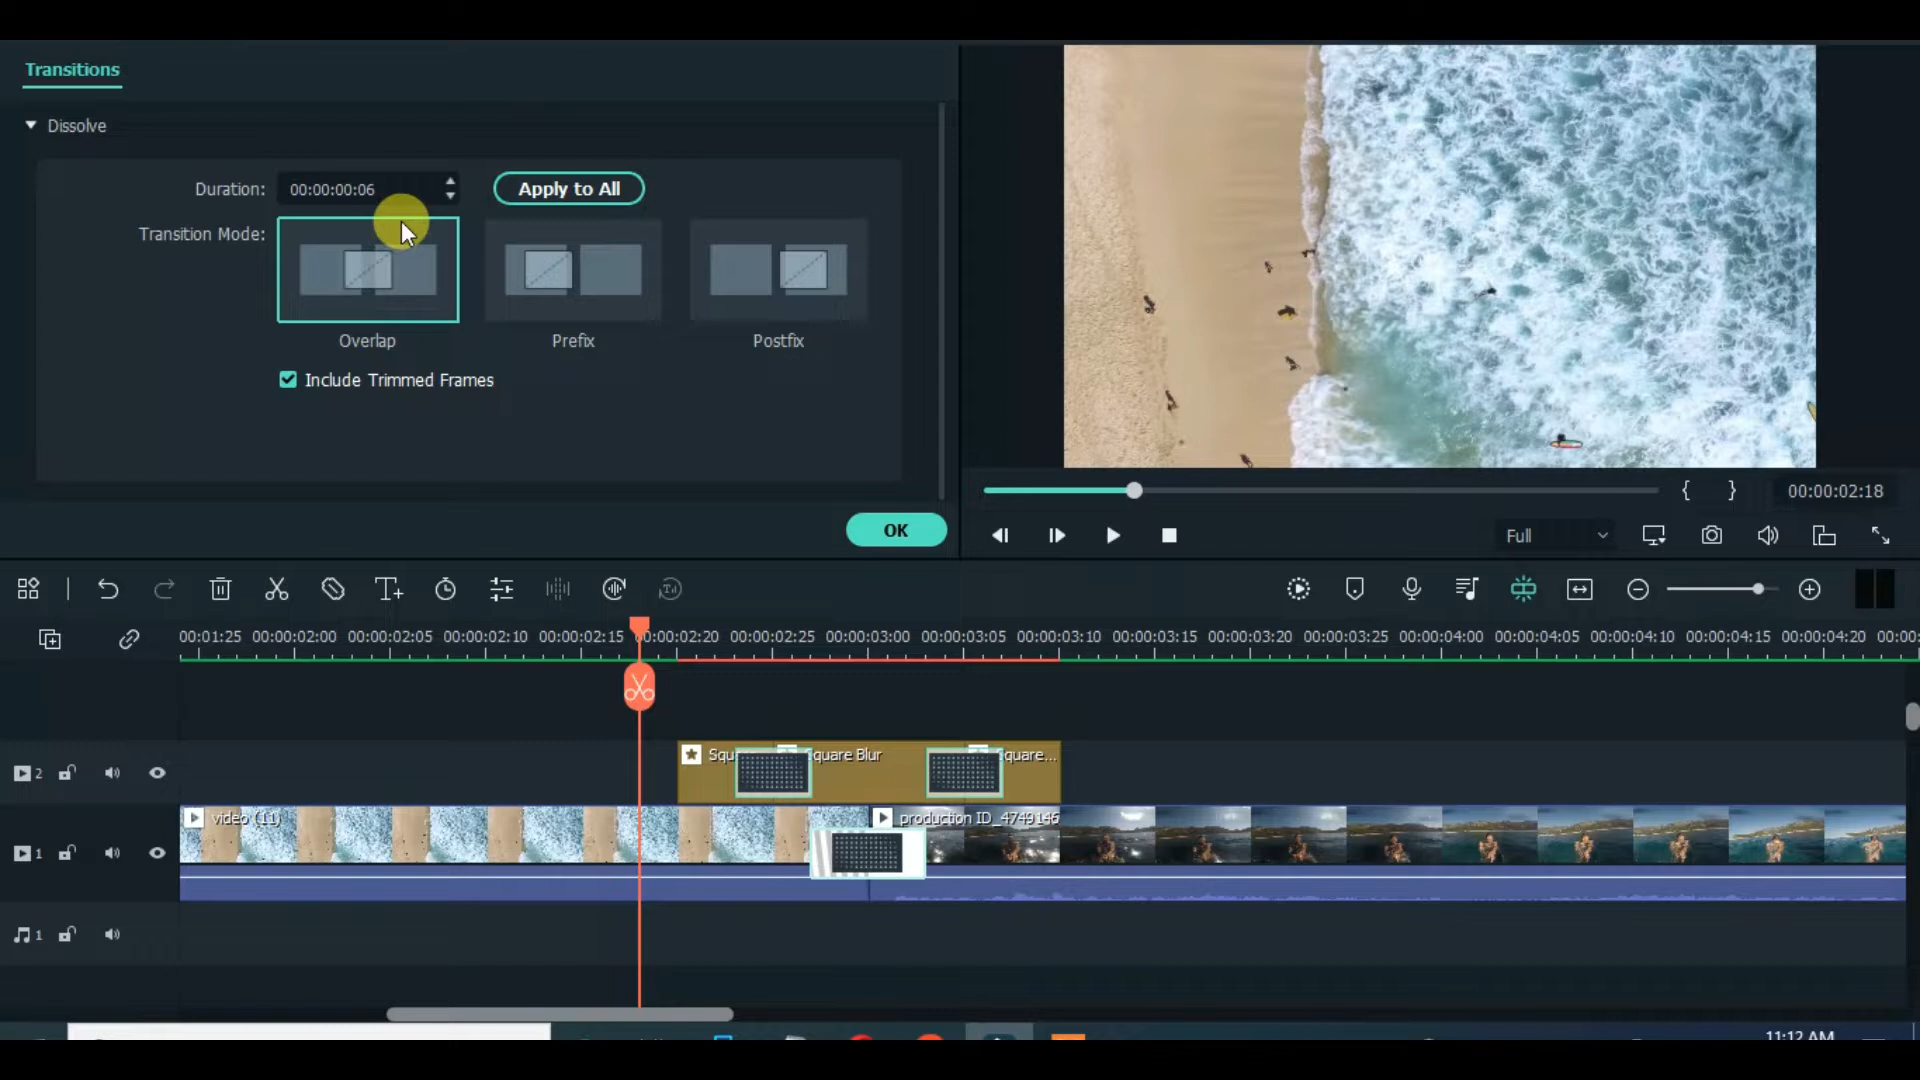 Transitions
Dissolve
Duration: 00:00:00:06 Apply to All
Transition Mode:
Overlap Prefix Postfix
Include Trimmed Frames
OK
{ } 00:00:02:18
Full
00:00:01:25 00:00:02:00 00:00:02:05 00:00:02:10 00:00:02:15 00:00:02:20 00:00:02:25 00:00:03:00 00:00:03:05 00:00:03:10 00:00:03:15 00:00:03:20 00:00:03:25 00:00:04:00 00:00:04:05 00:00:04:10 00:00:04:15 00:00:04:20
2
Square Blur
video (11)
production ID_4749146
1
1
11:12 AM